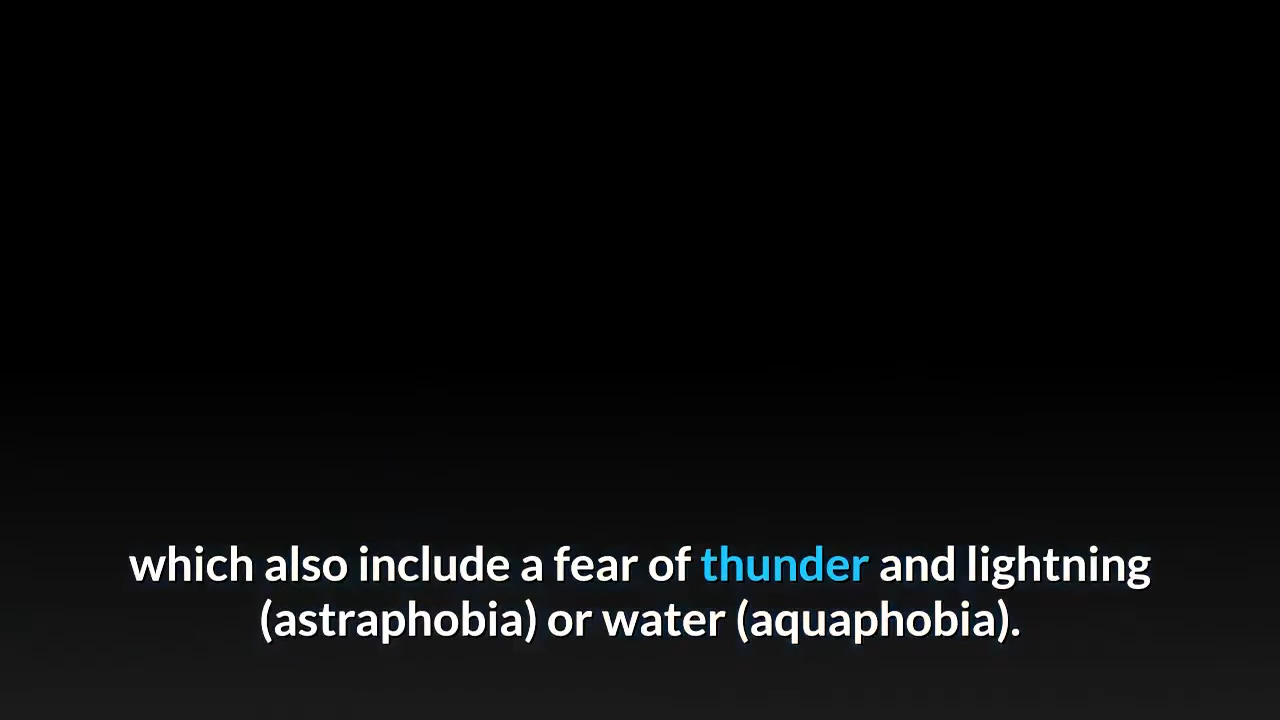 which also include a fear of thunder and lightning
(astraphobia) or water (aquaphobia).